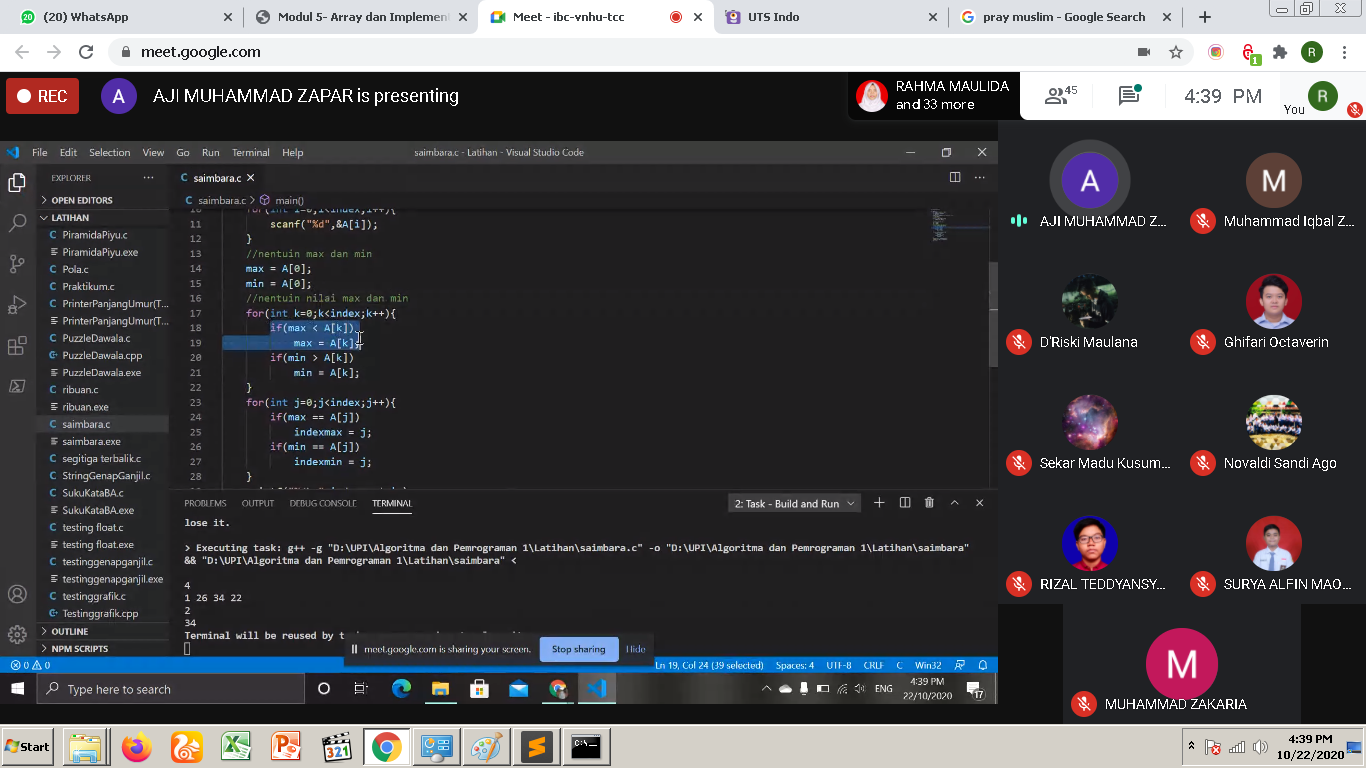 (20) WhatsApp
Modul 5- Array dan Implement
Meet - ibc-vnhu-tcc
UTS Indo
pray muslim - Google Search
meet.google.com
1
R
REC
A
AJI MUHAMMAD ZAPAR is presenting
RAHMA MAULIDA
and 33 more
45
4:39 PM
You
R
File Edit Selection View Go Run Terminal Help
saimbara.c - Latihan - Visual Studio Code
EXPLORER
OPEN EDITORS
LATIHAN
PiramidaPiyu.c
PiramidaPiyu.exe
Pola.c
Praktikum.c
PrinterPanjangUmur(T...
PrinterPanjangUmur(T...
PuzzleDawala.c
PuzzleDawala.cpp
PuzzleDawala.exe
ribuan.c
ribuan.exe
saimbara.c
saimbara.exe
segitiga terbalik.c
StringGenapGanjil.c
SukuKataBA.c
SukuKataBA.exe
testing float.c
testing float.exe
testinggenapganjil.c
testinggenapganjil.exe
testinggrafik.c
Testinggrafik.cpp
OUTLINE
NPM SCRIPTS
saimbara.c
saimbara.c > main()
10 for(int i=0;i<index;i++){
11 scanf("%d",&A[i]);
12 }
13 //nentuin max dan min
14 max = A[0];
15 min = A[0];
16 //nentuin nilai max dan min
17 for(int k=0;k<index;k++){
18 if(max < A[k])
19 max = A[k];
20 if(min > A[k])
21 min = A[k];
22 }
23 for(int j=0;j<index;j++){
24 if(max == A[j])
25 indexmax = j;
26 if(min == A[j])
27 indexmin = j;
28 }
PROBLEMS OUTPUT DEBUG CONSOLE TERMINAL
2: Task - Build and Run
lose it.
> Executing task: g++ -g "D:\UPI\Algoritma dan Pemrograman 1\Latihan\saimbara.c" -o "D:\UPI\Algoritma dan Pemrograman 1\Latihan\saimbara"
&& "D:\UPI\Algoritma dan Pemrograman 1\Latihan\saimbara" <
4
1 26 34 22
2
34
Terminal will be reused by
meet.google.com is sharing your screen.
Stop sharing
Hide
0 0
Ln 19, Col 24 (39 selected)
Spaces: 4
UTF-8
CRLF
C
Win32
Type here to search
ENG
4:39 PM
22/10/2020
17
A
AJI MUHAMMAD Z...
M
Muhammad Iqbal Z...
D'Riski Maulana
Ghifari Octaverin
Sekar Madu Kusum...
Novaldi Sandi Ago
RIZAL TEDDYANSY...
SURYA ALFIN MAO...
M
MUHAMMAD ZAKARIA
Start
321
C:\
4:39 PM
10/22/2020